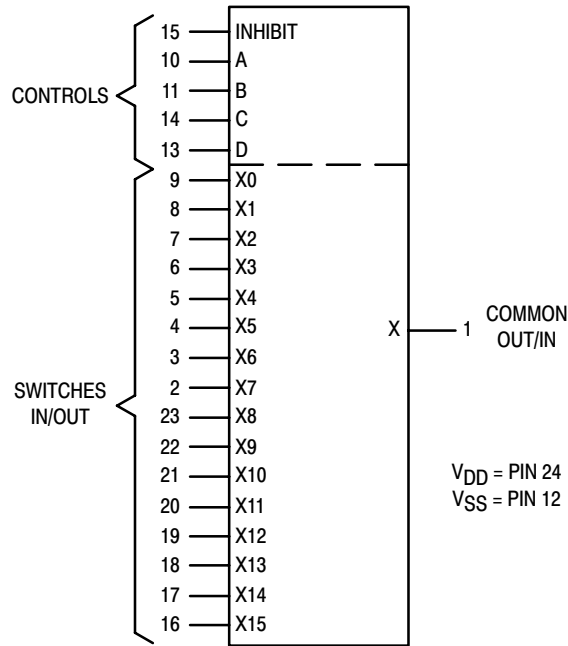 15 INHIBIT
10 A
CONTROLS 11 B
14 C
13 D
9 X0
8 X1
7 X2
6 X3
5 X4
4 X5 X 1 COMMON OUT/IN
3 X6
SWITCHES IN/OUT 2 X7
23 X8
22 X9
21 X10 VDD = PIN 24
20 X11 VSS = PIN 12
19 X12
18 X13
17 X14
16 X15